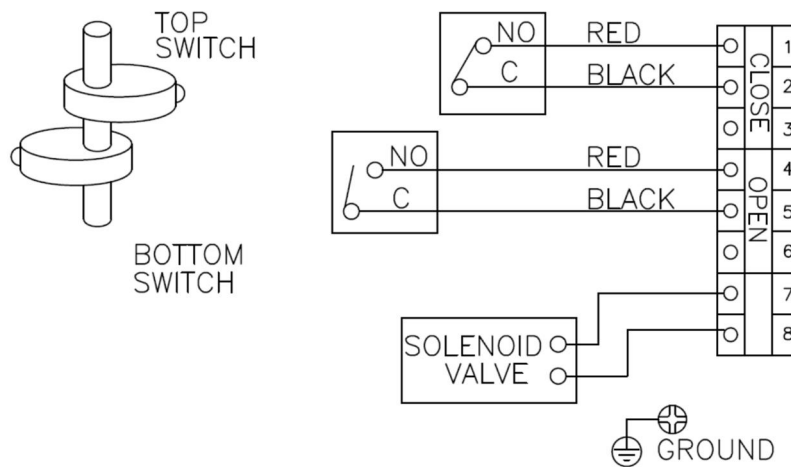 TOP
SWITCH
BOTTOM
SWITCH
NO RED
C BLACK
NO RED
C BLACK
CLOSE
OPEN
1
2
3
4
5
6
7
8
SOLENOID
VALVE
GROUND